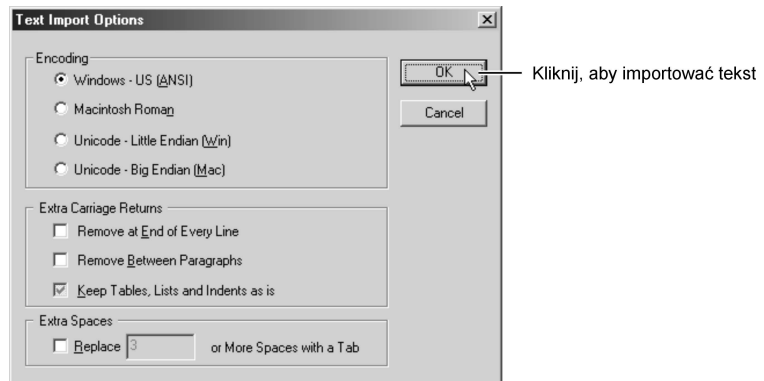 Text Import Options
Encoding
Windows - US (ANSI)
Macintosh Roman
Unicode - Little Endian (Win)
Unicode - Big Endian (Mac)
OK
Kliknij, aby importować tekst
Cancel
Extra Carriage Returns
Remove at End of Every Line
Remove Between Paragraphs
Keep Tables, Lists and Indents as is
Extra Spaces
Replace 3 or More Spaces with a Tab